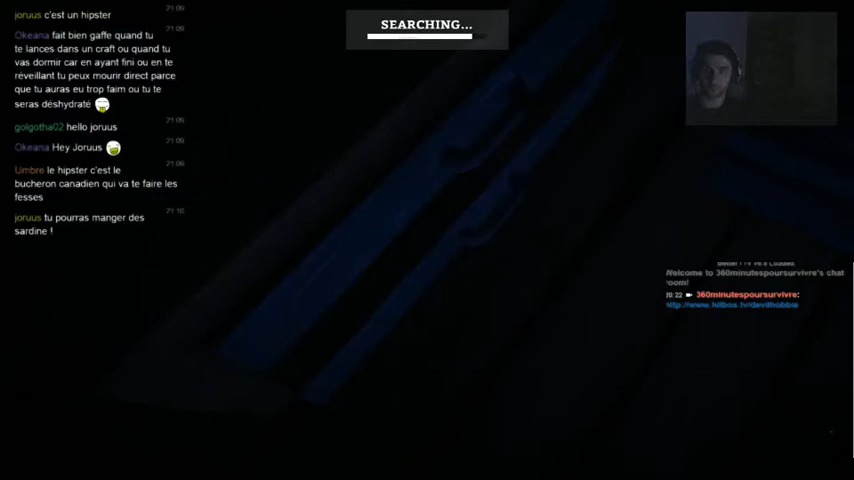 joruus c'est un hipster
21:09
Okeana fait bien gaffe quand tu
21:09
te lances dans un craft ou quand tu
vas dormir car en ayant fini ou en te
réveillant tu peux mourir direct parce
que tu auras eu trop faim ou tu te
seras déshydraté
golgotha02 hello joruus
21:09
Okeana Hey Joruus
21:09
Umbre le hipster c'est le
21:09
bucheron canadien qui va te faire les
fesses
joruus tu pourras manger des
21:10
sardine !
SEARCHING...
Welcome to 360minutespoursurvivre's chat
room!
20:22 360minutespoursurvivre: